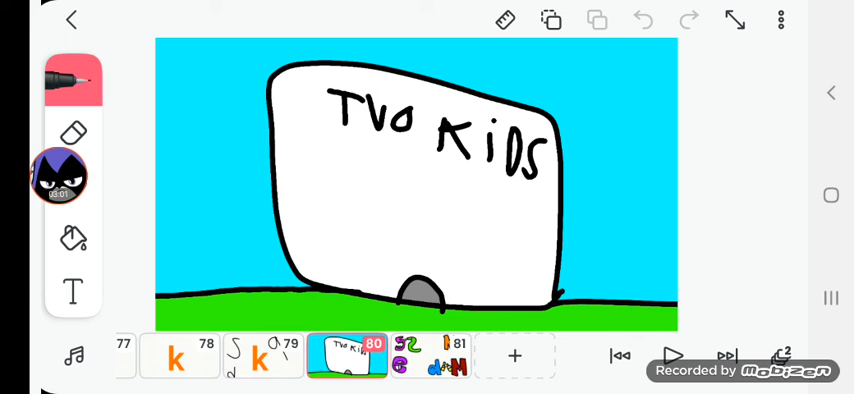 TVO KiDS
03:01
T
77
k
78
k
79
TVO KiDS
80
81
Recorded by mobizen